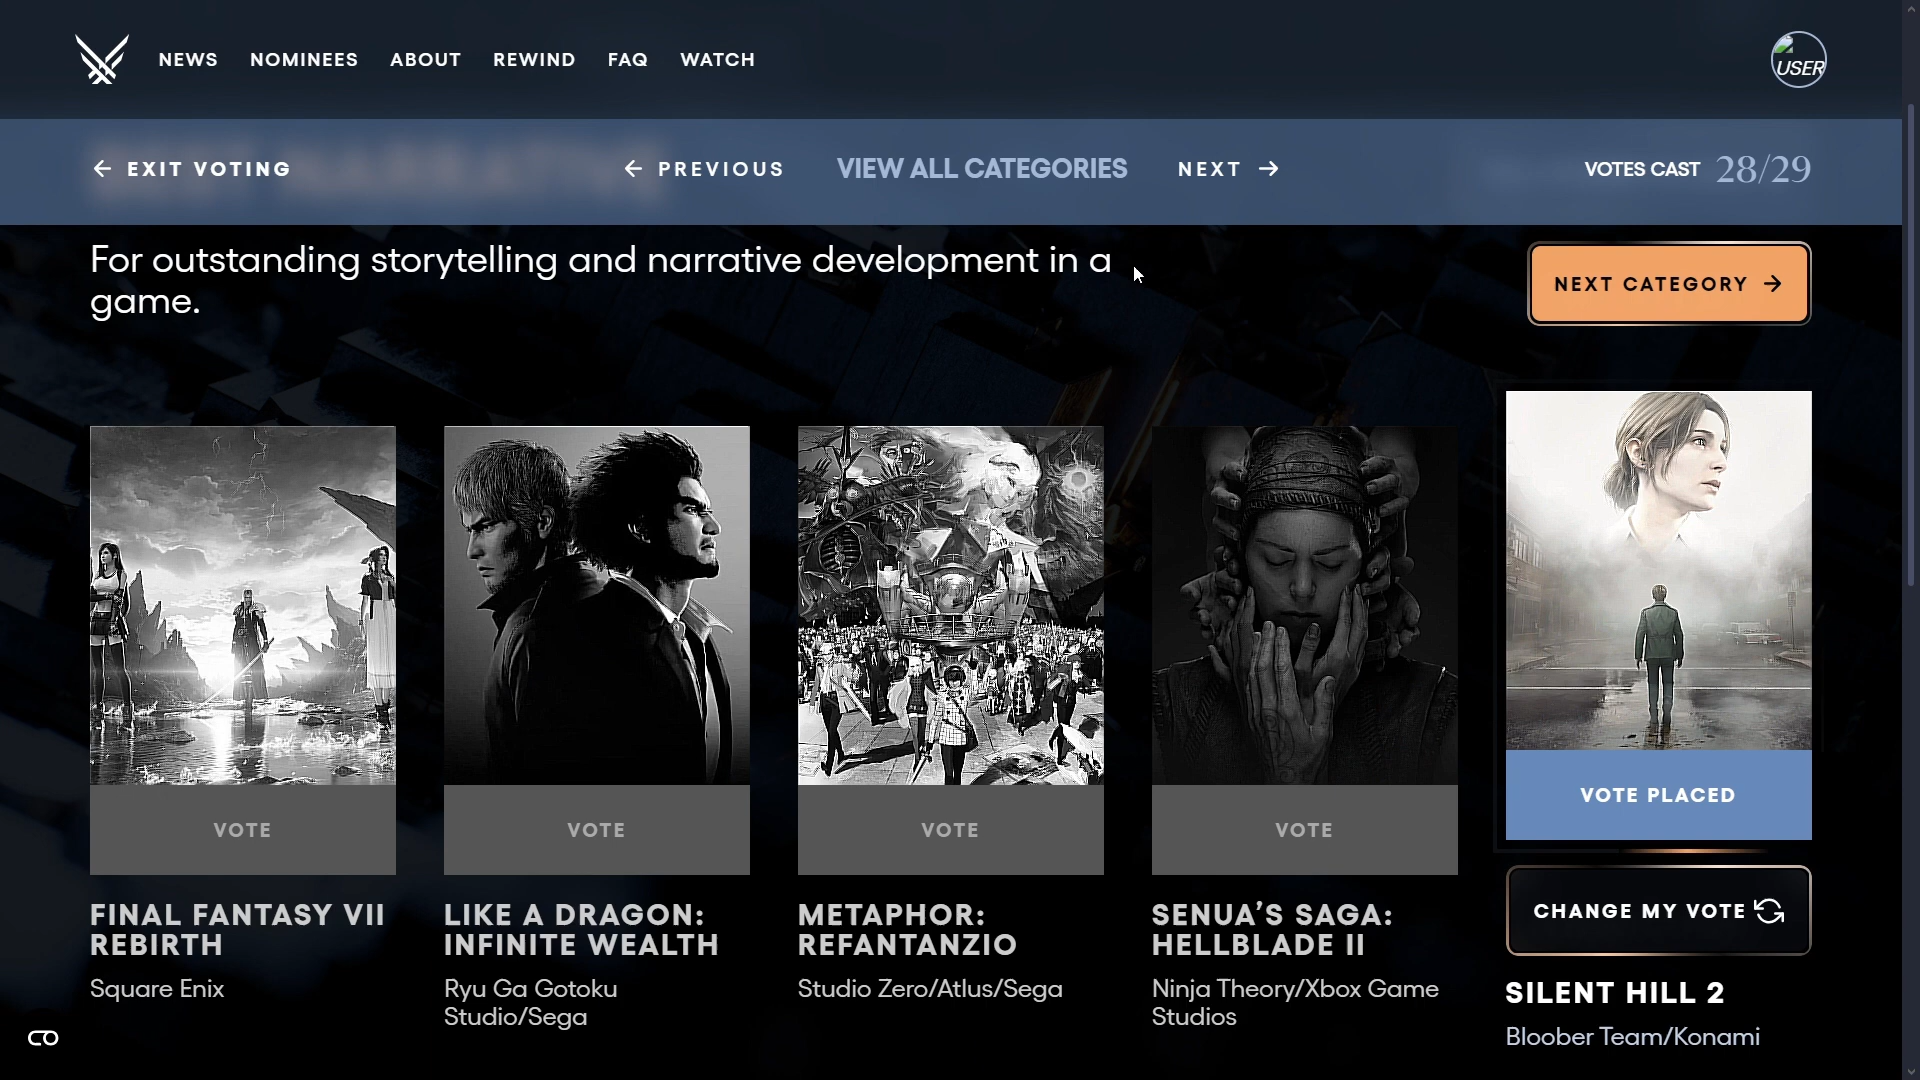 NEWS NOMINEES ABOUT REWIND FAQ WATCH
USER
EXIT VOTING
PREVIOUS
VIEW ALL CATEGORIES
NEXT
VOTES CAST 28/29
For outstanding storytelling and narrative development in a
game.
NEXT CATEGORY
VOTE
VOTE
VOTE
VOTE
VOTE PLACED
CHANGE MY VOTE
FINAL FANTASY VII
REBIRTH
Square Enix
LIKE A DRAGON:
INFINITE WEALTH
Ryu Ga Gotoku
Studio/Sega
METAPHOR:
REFANTANZIO
Studio Zero/Atlus/Sega
SENUA’S SAGA:
HELLBLADE II
Ninja Theory/Xbox Game
Studios
SILENT HILL 2
Bloober Team/Konami